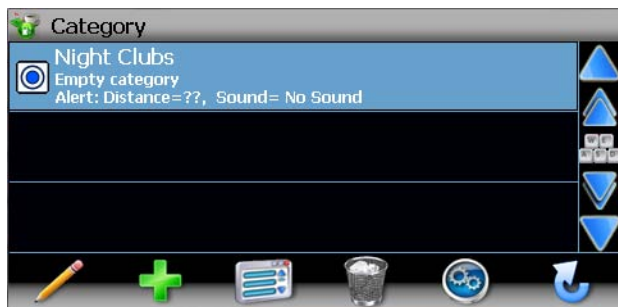 Category
Night Clubs
Empty category
Alert: Distance=??, Sound= No Sound